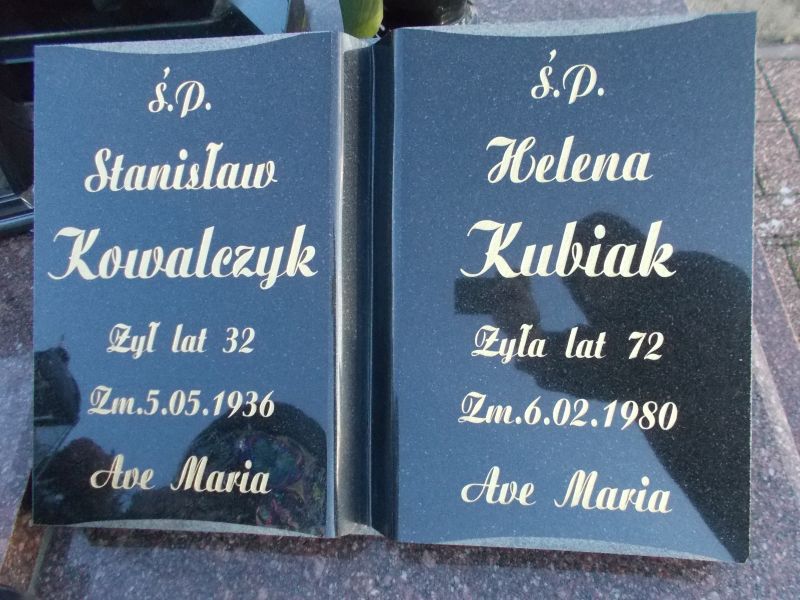 ś.p.
Stanisław
Kowalczyk
Żył lat 32
Zm.5.05.1936
Ave Maria
ś.p.
Helena
Kubiak
Żyła lat 72
Zm.6.02.1980
Ave Maria